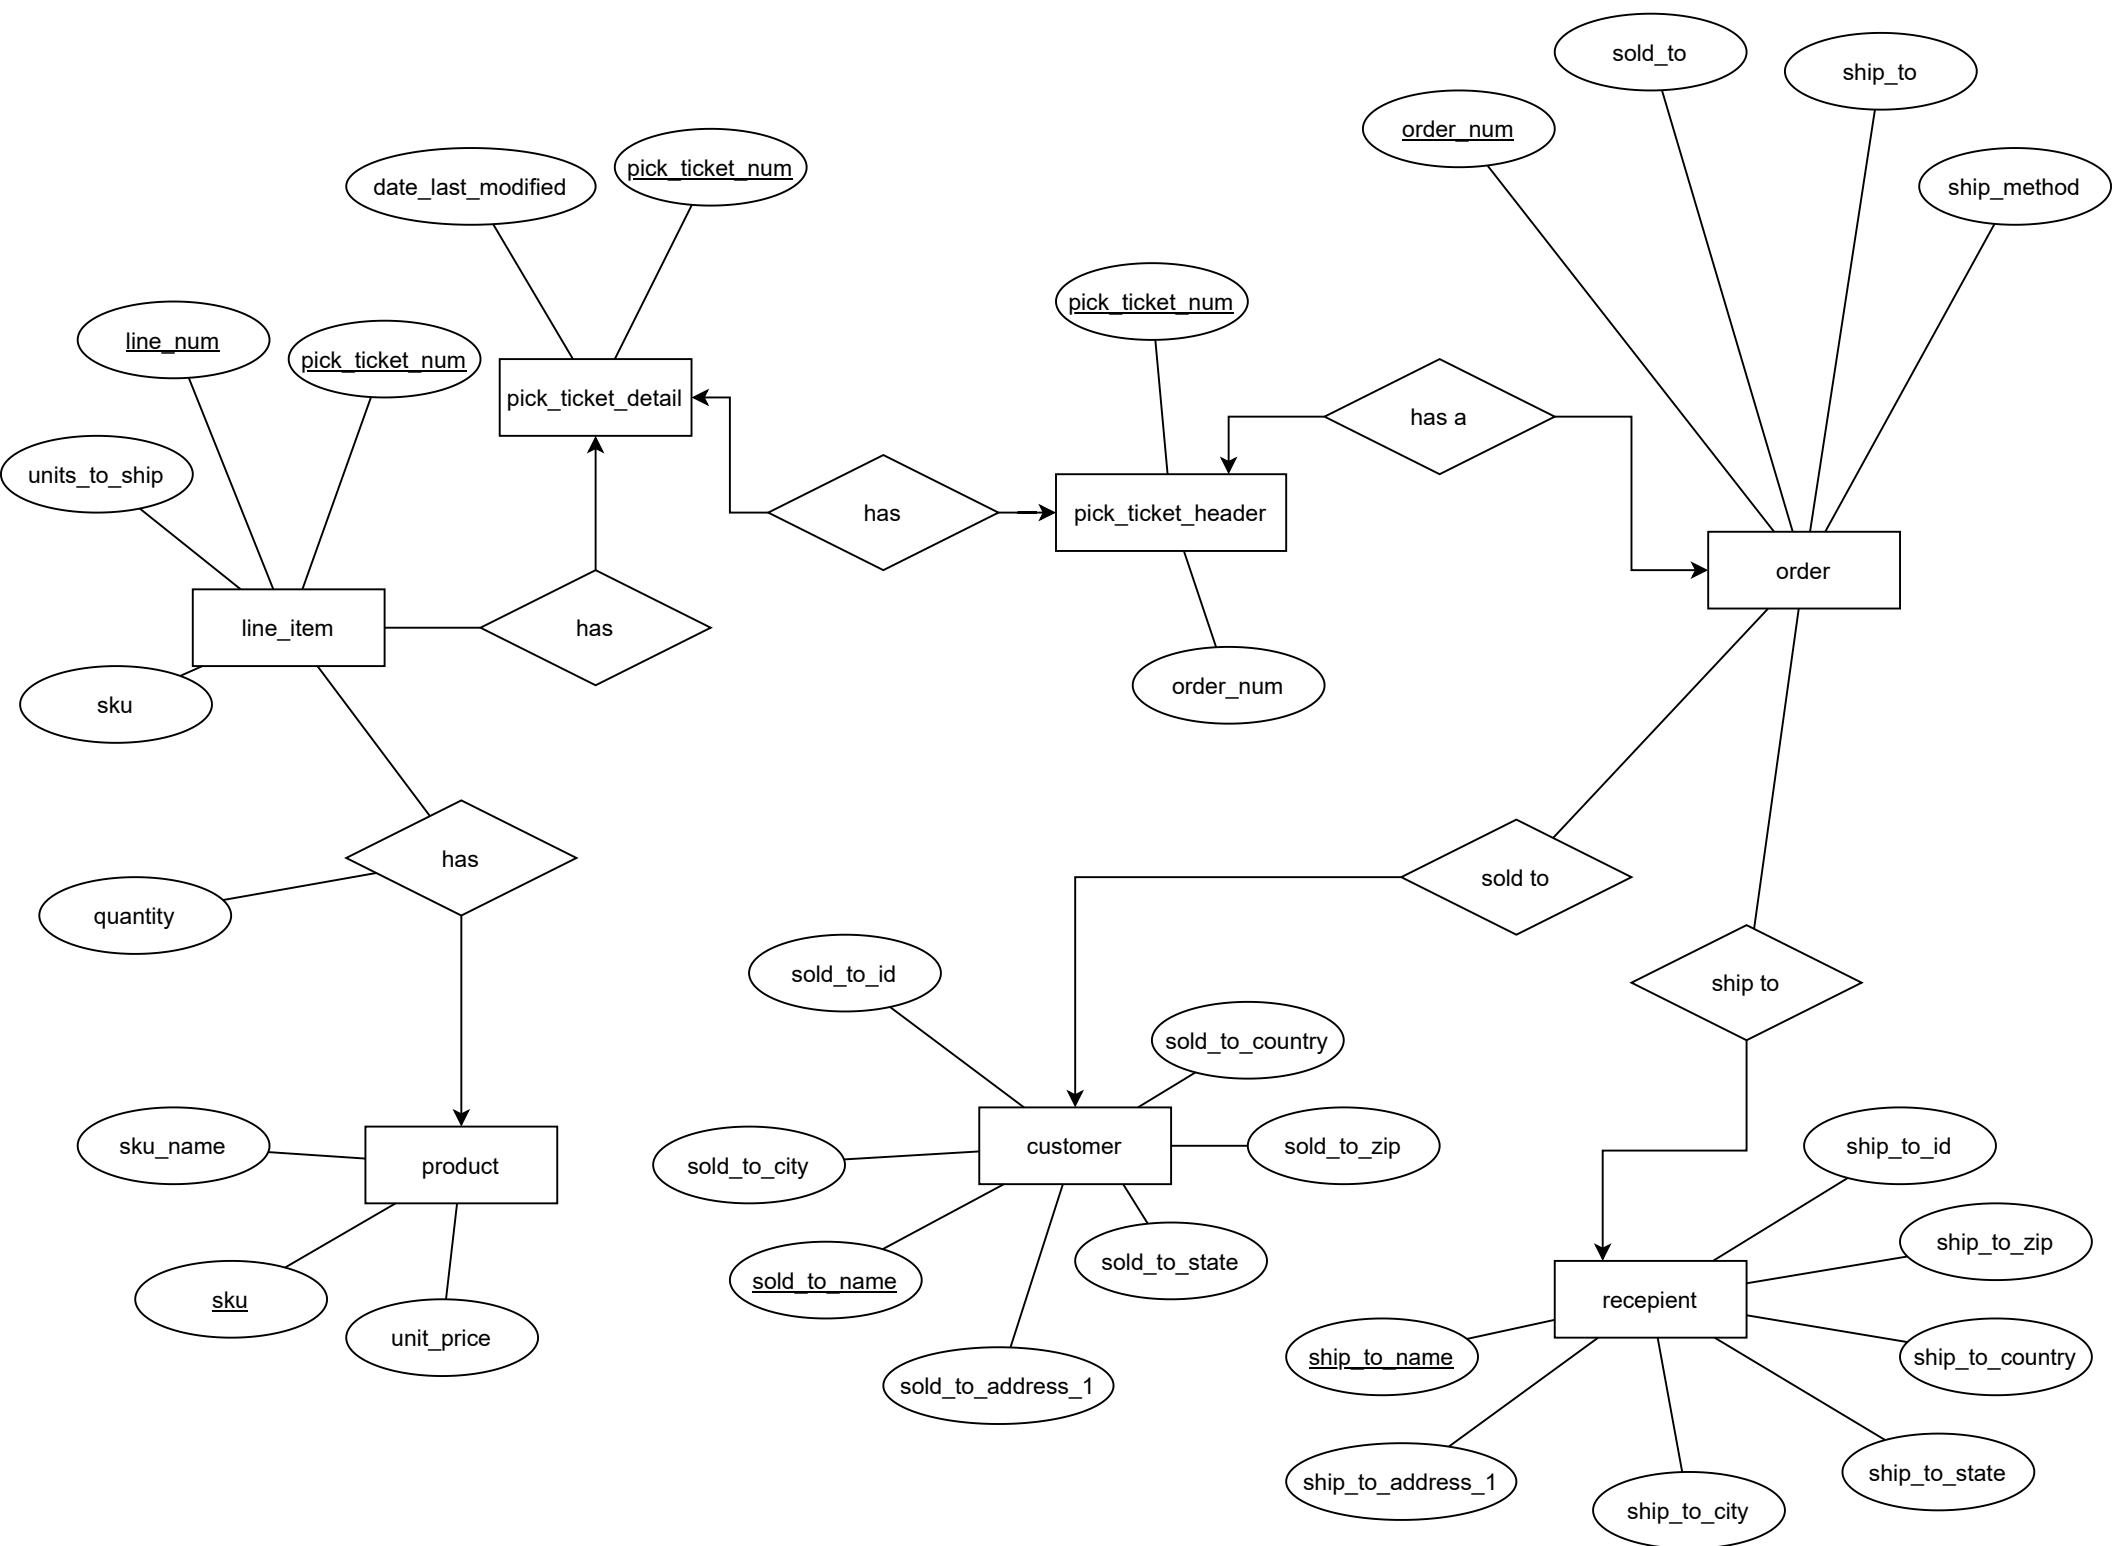 sold_to
ship_to
order_num
ship_method
date_last_modified
pick_ticket_num
pick_ticket_num
line_num
pick_ticket_num
pick_ticket_detail
has a
units_to_ship
has
pick_ticket_header
order
line_item
has
order_num
sku
has
quantity
sold to
ship to
sold_to_id
sold_to_country
sku_name
product
sold_to_city
customer
sold_to_zip
ship_to_id
ship_to_zip
sku
unit_price
sold_to_name
sold_to_state
recepient
ship_to_name
ship_to_country
sold_to_address_1
ship_to_address_1
ship_to_city
ship_to_state